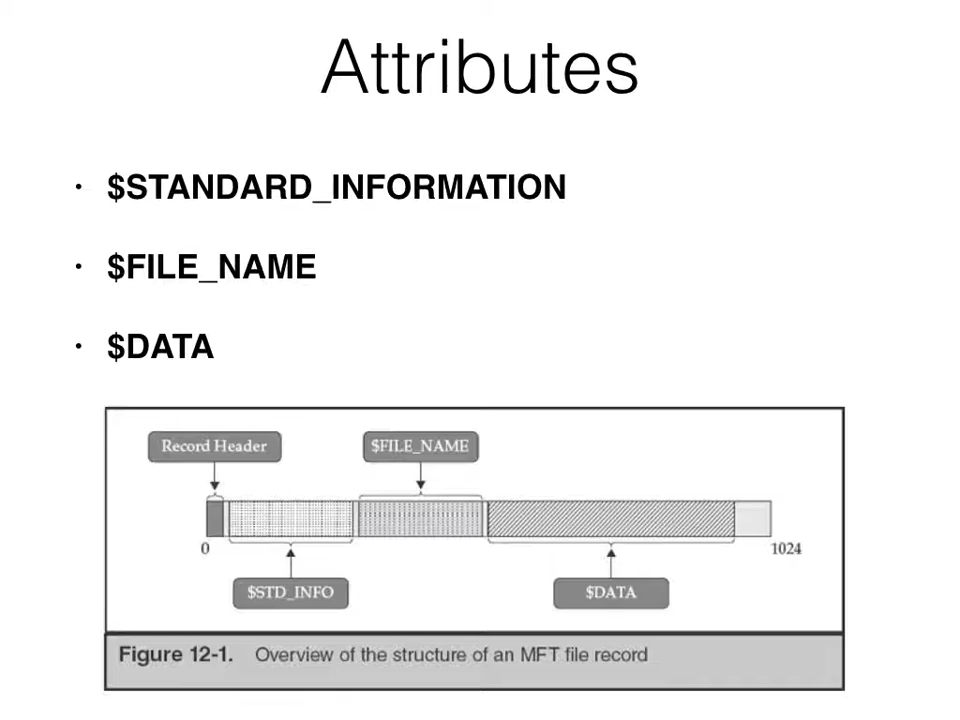 Attributes
• $STANDARD_INFORMATION
• $FILE_NAME
• $DATA
Record Header
$FILE_NAME
0
1024
$STD_INFO
$DATA
Figure 12-1. Overview of the structure of an MFT file record